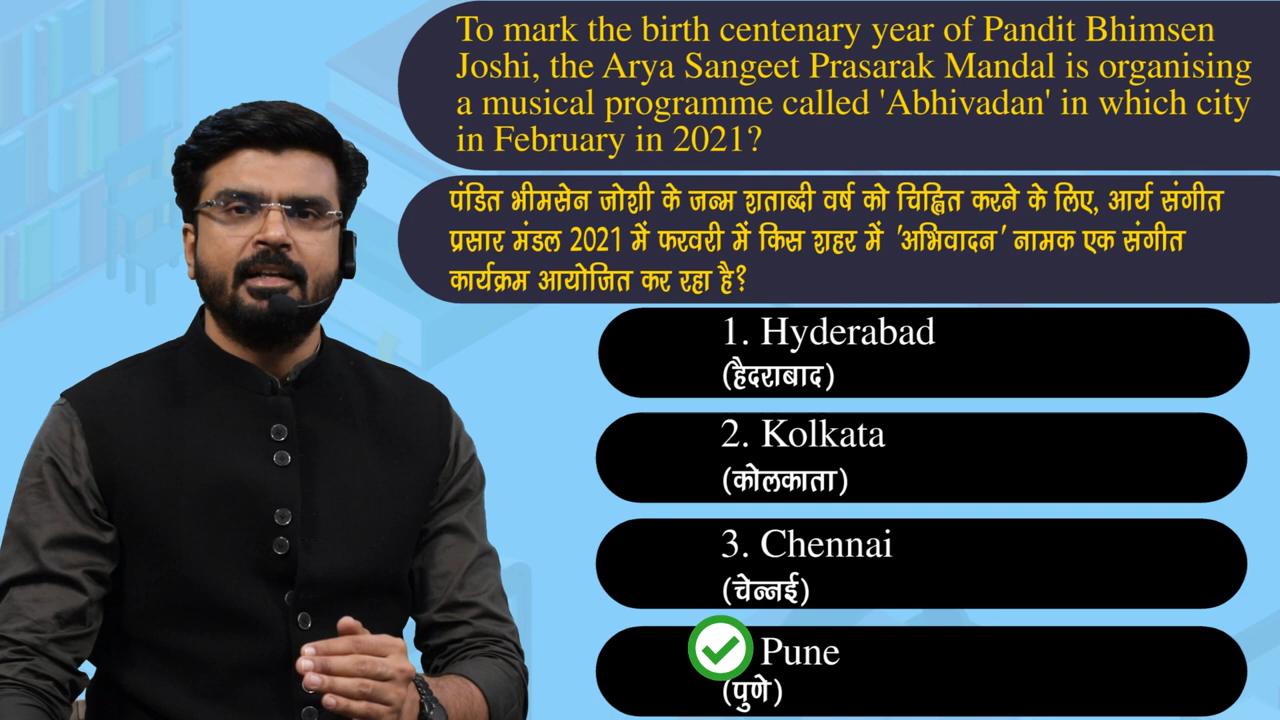 To mark the birth centenary year of Pandit Bhimsen
Joshi, the Arya Sangeet Prasarak Mandal is organising
a musical programme called 'Abhivadan' in which city
in February in 2021?
पंडित भीमसेन जोशी के जन्म शताब्दी वर्ष को चिह्नित करने के लिए, आर्य संगीत
प्रसार मंडल 2021 में फरवरी में किस शहर में 'अभिवादन' नामक एक संगीत
कार्यक्रम आयोजित कर रहा है?
1. Hyderabad
(हैदराबाद)
2. Kolkata
(कोलकाता)
3. Chennai
(चेन्नई)
Pune
(पुणे)